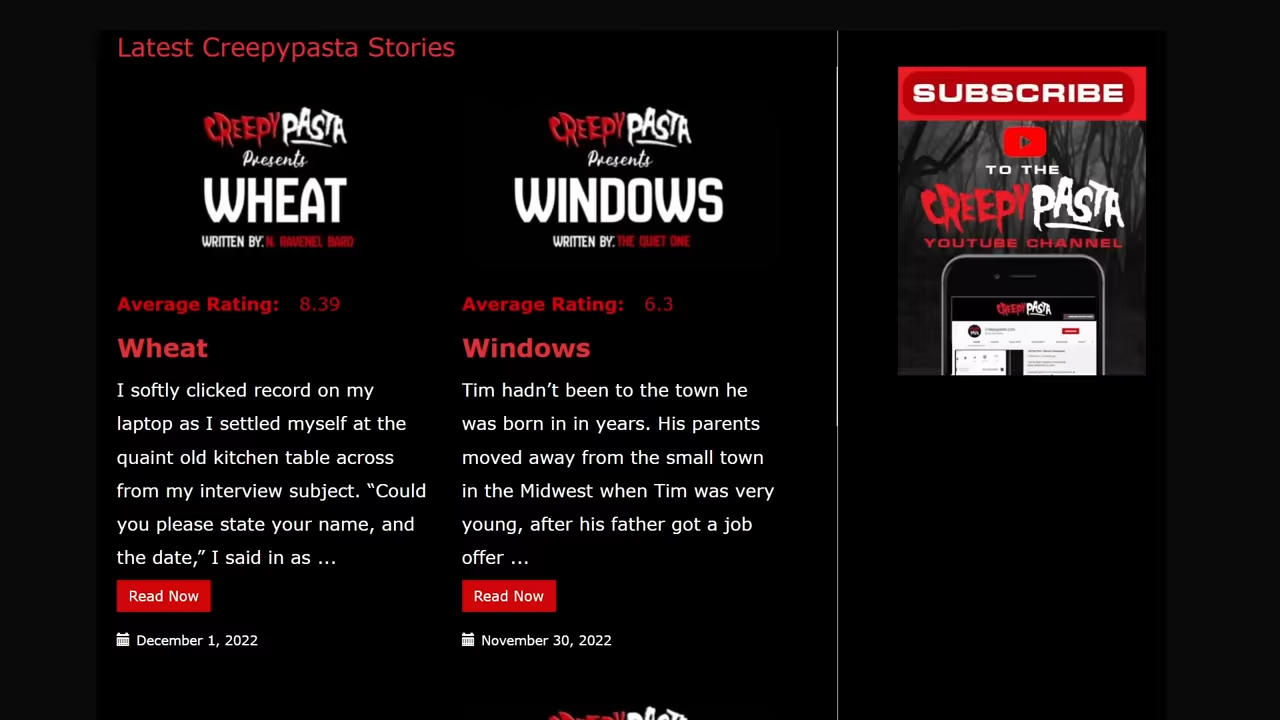 Latest Creepypasta Stories
CREEPYPASTA
Presents
WHEAT
WRITTEN BY: N. RAVENEL BARD
Average Rating: 8.39
Wheat
I softly clicked record on my
laptop as I settled myself at the
quaint old kitchen table across
from my interview subject. “Could
you please state your name, and
the date,” I said in as ...
Read Now
December 1, 2022
CREEPYPASTA
Presents
WINDOWS
WRITTEN BY: THE QUIET ONE
Average Rating: 6.3
Windows
Tim hadn’t been to the town he
was born in in years. His parents
moved away from the small town
in the Midwest when Tim was very
young, after his father got a job
offer ...
Read Now
November 30, 2022
CREEPYPASTA
SUBSCRIBE
TO THE
CREEPYPASTA
YOUTUBE CHANNEL
CREEPYPASTA